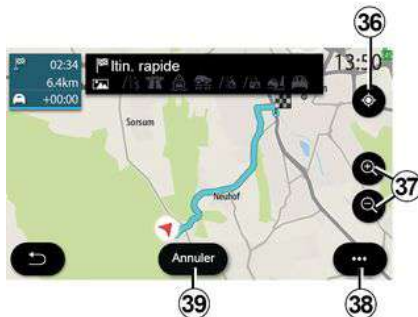 36
02:34
6.4km
+00:00
Itin. rapide
13:50
Sorsum
Neuhof
37
Annuler
39
38